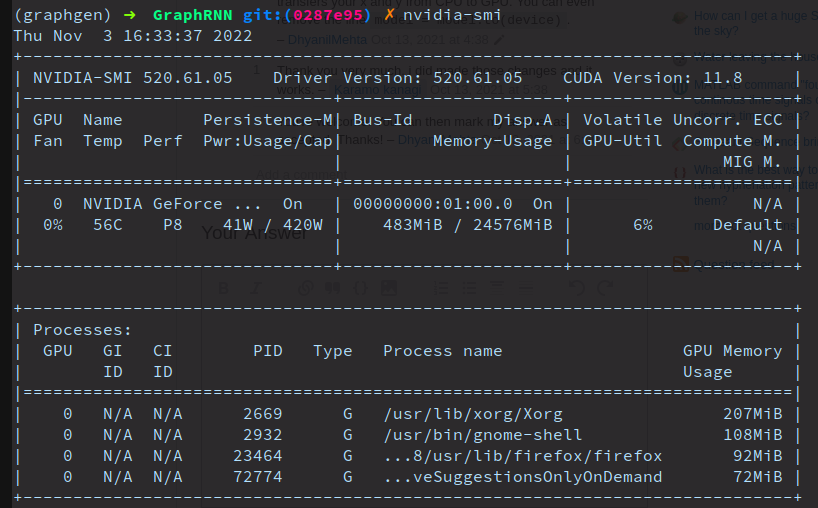 (graphgen) ➜ GraphRNN git:(0287e95) ✗ nvidia-smi
Thu Nov  3 16:33:37 2022
+-----------------------------------------------------------------------------+
| NVIDIA-SMI 520.61.05    Driver Version: 520.61.05    CUDA Version: 11.8     |
|-------------------------------+----------------------+----------------------+
| GPU  Name        Persistence-M| Bus-Id        Disp.A | Volatile Uncorr. ECC |
| Fan  Temp  Perf  Pwr:Usage/Cap|         Memory-Usage | GPU-Util  Compute M. |
|                               |                      |               MIG M. |
|===============================+======================+======================|
|   0  NVIDIA GeForce ...  On   | 00000000:01:00.0  On |                  N/A |
|  0%   56C    P8    41W / 420W |    483MiB / 24576MiB |      6%      Default |
|                               |                      |                  N/A |
+-------------------------------+----------------------+----------------------+
+-----------------------------------------------------------------------------+
| Processes:                                                                  |
|  GPU   GI   CI        PID   Type   Process name                  GPU Memory |
|        ID   ID                                                   Usage      |
|=============================================================================|
|    0   N/A  N/A      2669      G   /usr/lib/xorg/Xorg                207MiB |
|    0   N/A  N/A      2932      G   /usr/bin/gnome-shell              108MiB |
|    0   N/A  N/A     23464      G   ...8/usr/lib/firefox/firefox       92MiB |
|    0   N/A  N/A     72774      G   ...veSuggestionsOnlyOnDemand       72MiB |
+-----------------------------------------------------------------------------+
Your Answer